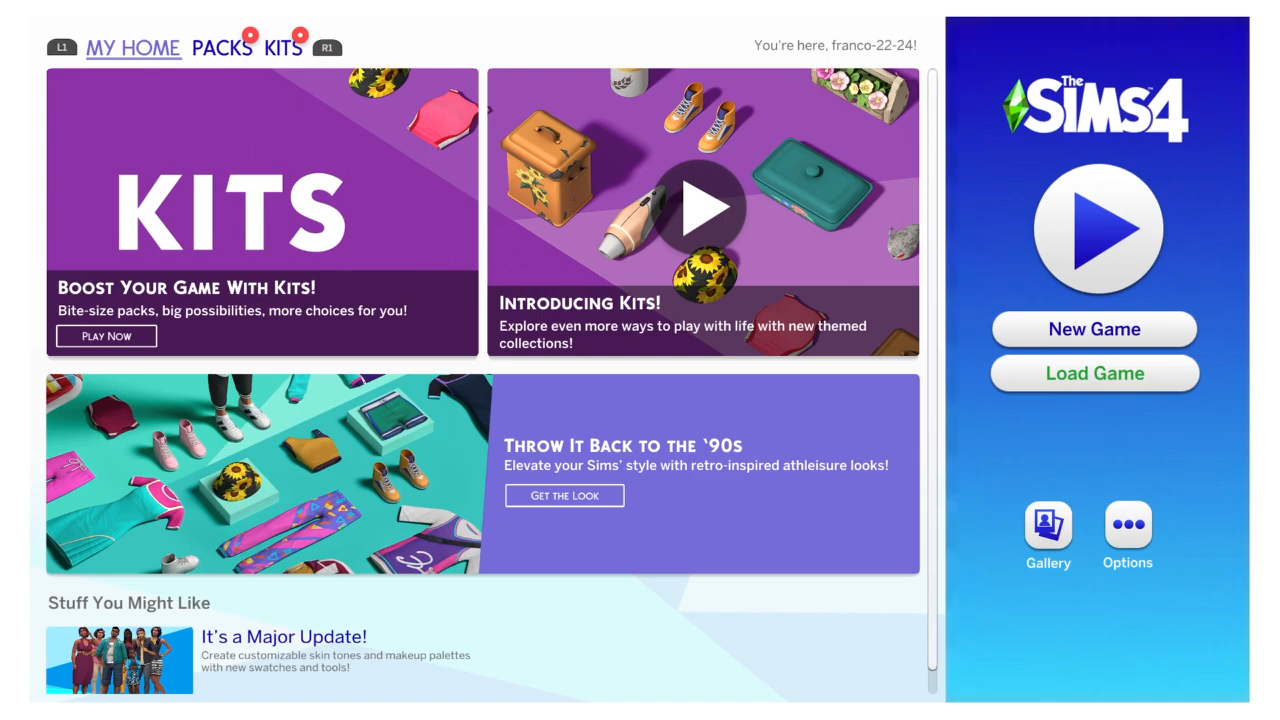 L1 MY HOME PACKS KITS R1
You're here, franco-22-24!
KITS
BOOST YOUR GAME WITH KITS!
Bite-size packs, big possibilities, more choices for you!
PLAY NOW
INTRODUCING KITS!
Explore even more ways to play with life with new themed
collections!
THROW IT BACK TO THE ‘90S
Elevate your Sims' style with retro-inspired athleisure looks!
GET THE LOOK
Stuff You Might Like
It's a Major Update!
Create customizable skin tones and makeup palettes
with new swatches and tools!
The
SIMS4
New Game
Load Game
Gallery
Options